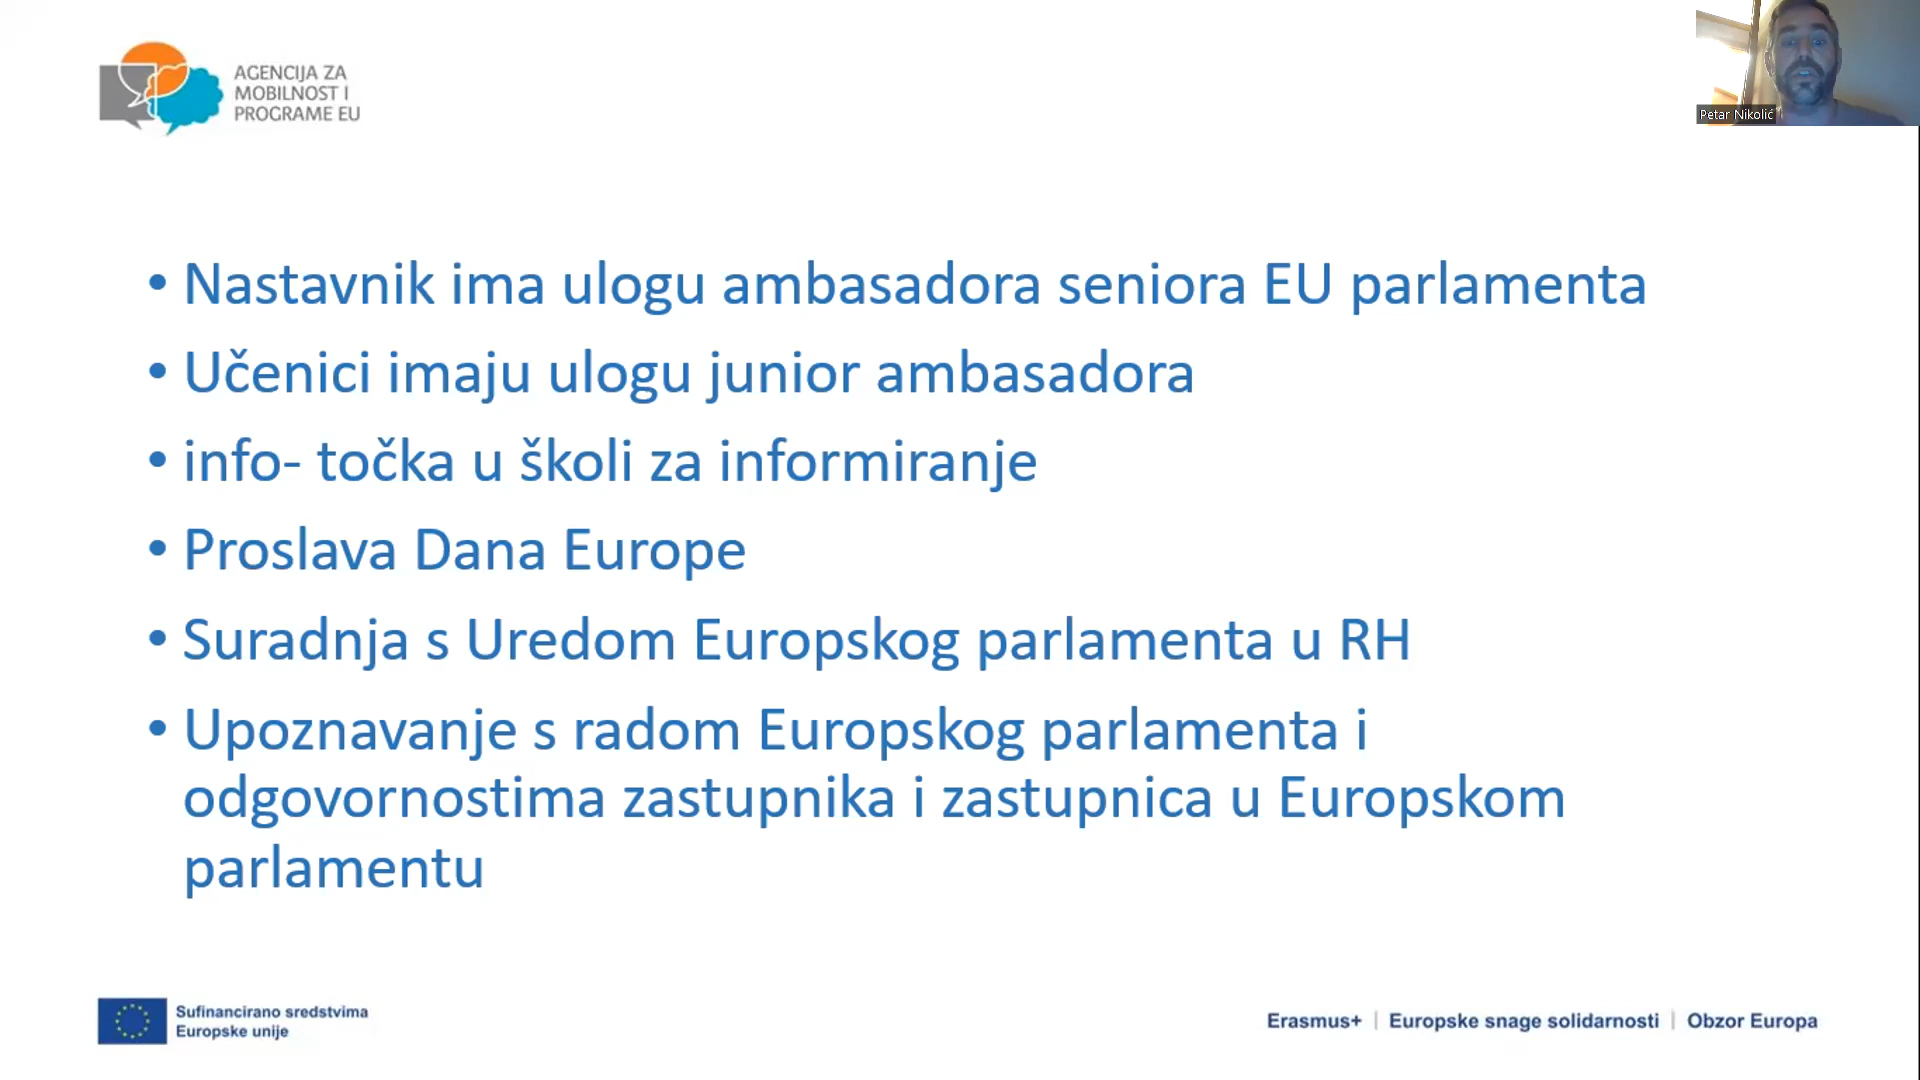 AGENCIJA ZA
MOBILNOST I
PROGRAME EU
Petar Nikolić
• Nastavnik ima ulogu ambasadora seniora EU parlamenta
• Učenici imaju ulogu junior ambasadora
• info- točka u školi za informiranje
• Proslava Dana Europe
• Suradnja s Uredom Europskog parlamenta u RH
• Upoznavanje s radom Europskog parlamenta i
odgovornostima zastupnika i zastupnica u Europskom
parlamentu
Sufinancirano sredstvima
Europske unije
Erasmus+ | Europske snage solidarnosti | Obzor Europa